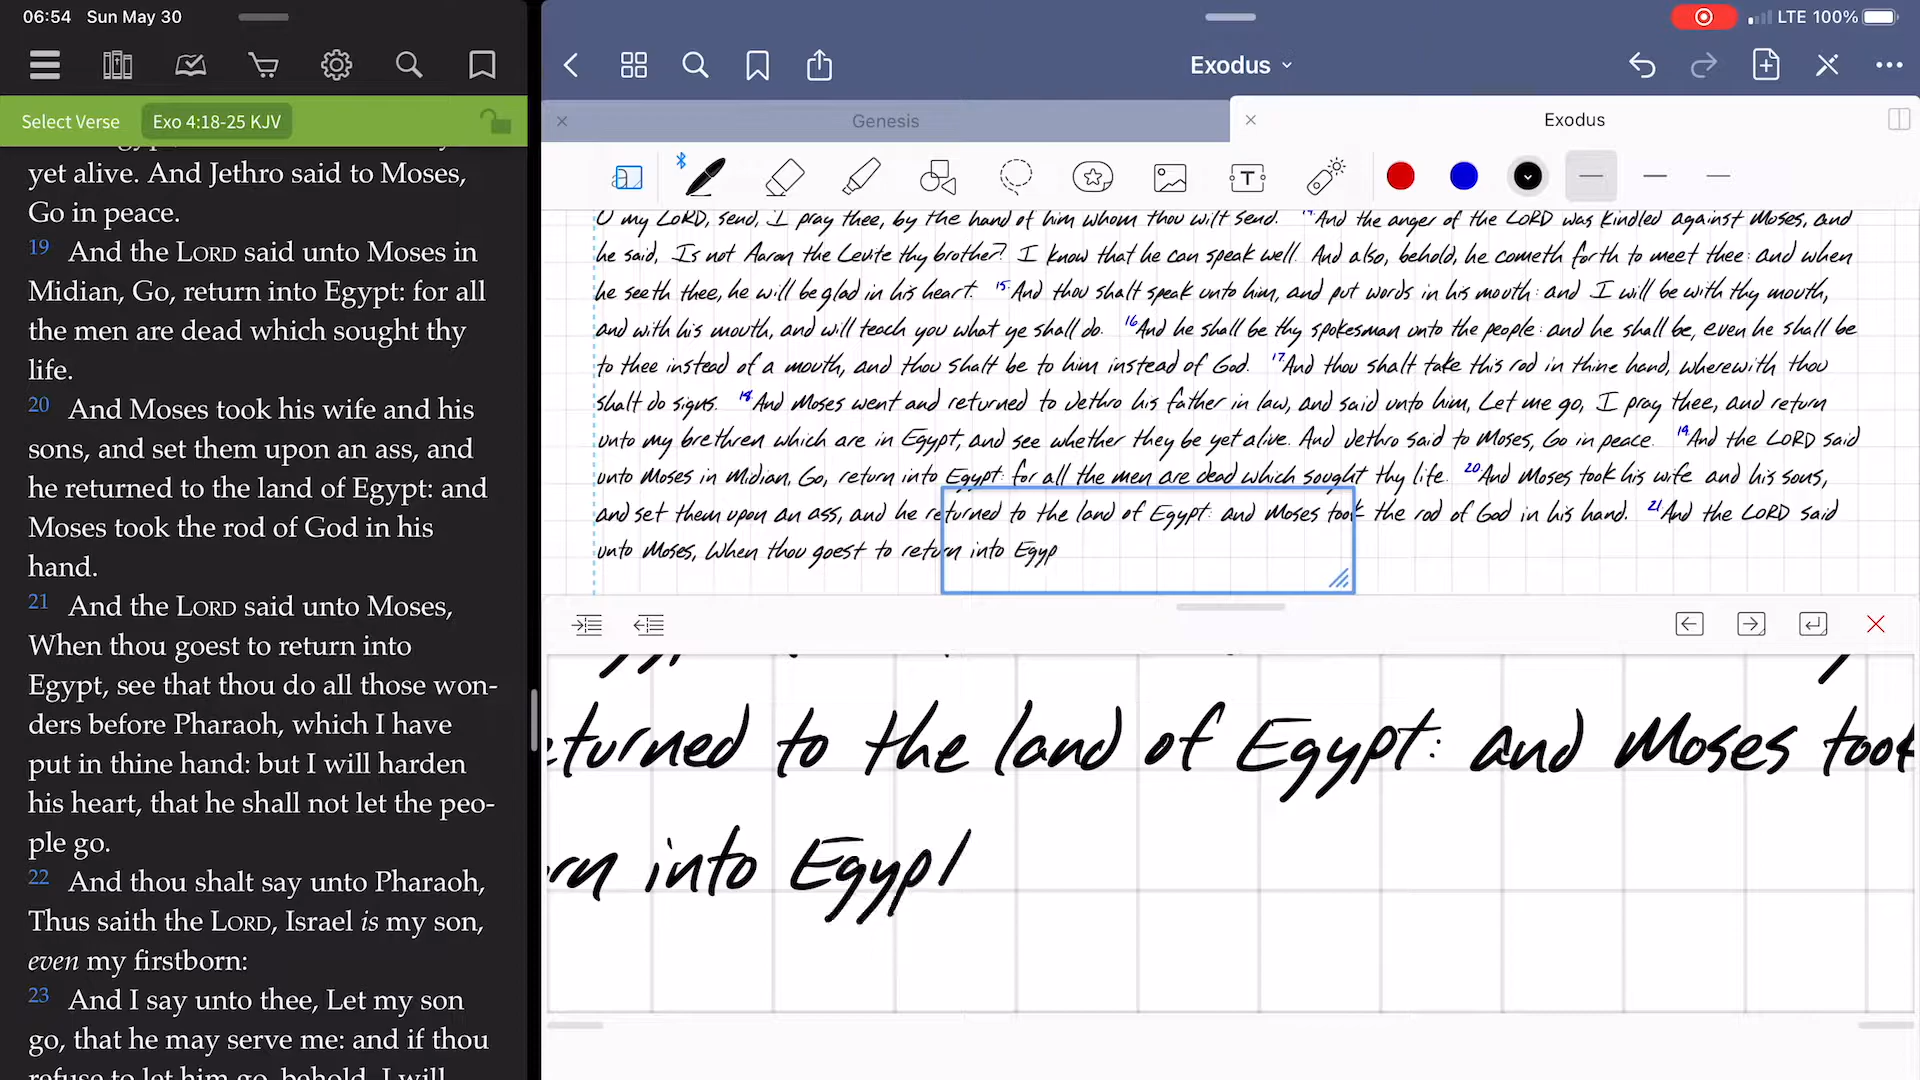 06:54 Sun May 30
LTE 100%
Select Verse Exo 4:18-25 KJV
yet alive. And Jethro said to Moses,
Go in peace.
19 And the LORD said unto Moses in
Midian, Go, return into Egypt: for all
the men are dead which sought thy
life.
20 And Moses took his wife and his
sons, and set them upon an ass, and
he returned to the land of Egypt: and
Moses took the rod of God in his
hand.
21 And the LORD said unto Moses,
When thou goest to return into
Egypt, see that thou do all those won-
ders before Pharaoh, which I have
put in thine hand: but I will harden
his heart, that he shall not let the peo-
ple go.
22 And thou shalt say unto Pharaoh,
Thus saith the LORD, Israel is my son,
even my firstborn:
23 And I say unto thee, Let my son
go, that he may serve me: and if thou
refuse to let him go, behold, I will
Exodus
Genesis
Exodus
O my LORD, send, I pray thee, by the hand of him whom thou wilt send. 14. And the anger of the LORD was kindled against Moses, and
he said, Is not Aaron the Levite thy brother? I know that he can speak well. And also, behold, he cometh forth to meet thee: and when
he seeth thee, he will be glad in his heart. 15. And thou shalt speak unto him, and put words in his mouth: and I will be with thy mouth,
and with his mouth, and will teach you what ye shall do. 16 And he shall be thy spokesman unto the people: and he shall be, even he shall be
to thee instead of a mouth, and thou shalt be to him instead of God. 17. And thou shalt take this rod in thine hand, wherewith thou
shalt do signs. 18. And Moses went and returned to Jethro his father in law, and said unto him, Let me go, I pray thee, and return
unto my brethren which are in Egypt, and see whether they be yet alive. And Jethro said to Moses, Go in peace. 19. And the LORD said
unto Moses in Midian, Go, return into Egypt: for all the men are dead which sought thy life. 20. And Moses took his wife and his sons,
and set them upon an ass, and he returned to the land of Egypt: and Moses took the rod of God in his hand. 21. And the LORD said
unto Moses, When thou goest to return into Egyp
eturned to the land of Egypt: and Moses took
rn into Egypl